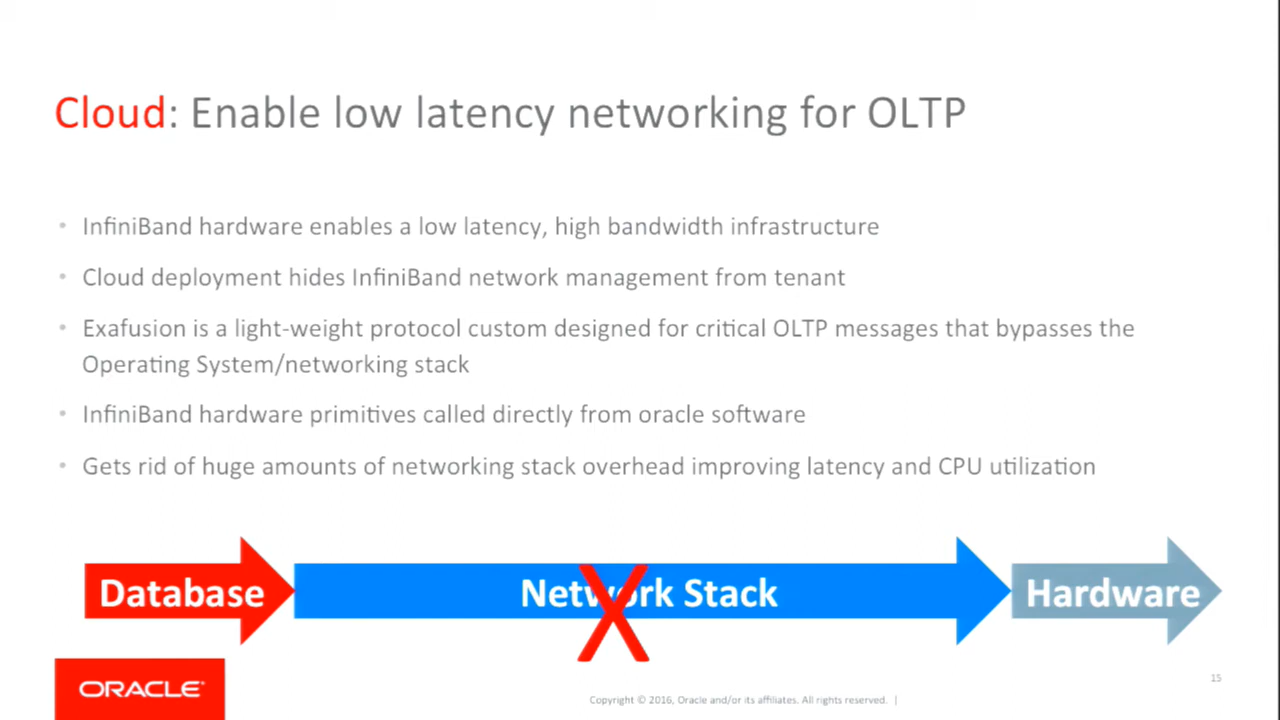 Cloud: Enable low latency networking for OLTP
• InfiniBand hardware enables a low latency, high bandwidth infrastructure
• Cloud deployment hides InfiniBand network management from tenant
• Exafusion is a light-weight protocol custom designed for critical OLTP messages that bypasses the
Operating System/networking stack
• InfiniBand hardware primitives called directly from oracle software
• Gets rid of huge amounts of networking stack overhead improving latency and CPU utilization
Database
Network Stack
X
Hardware
15
ORACLE®
Copyright © 2016, Oracle and/or its affiliates. All rights reserved. |